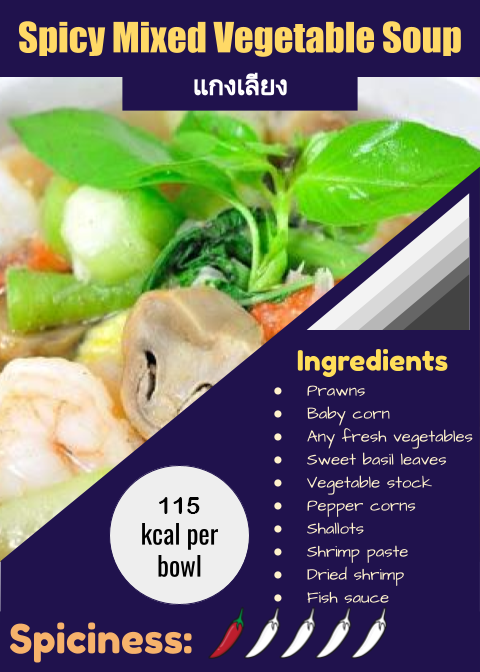 Spicy Mixed Vegetable Soup
แกงเลียง
Ingredients
Prawns
Baby corn
Any fresh vegetables
Sweet basil leaves
Vegetable stock
Pepper corns
Shallots
Shrimp paste
Dried shrimp
Fish sauce
115
kcal per
bowl
Spiciness: